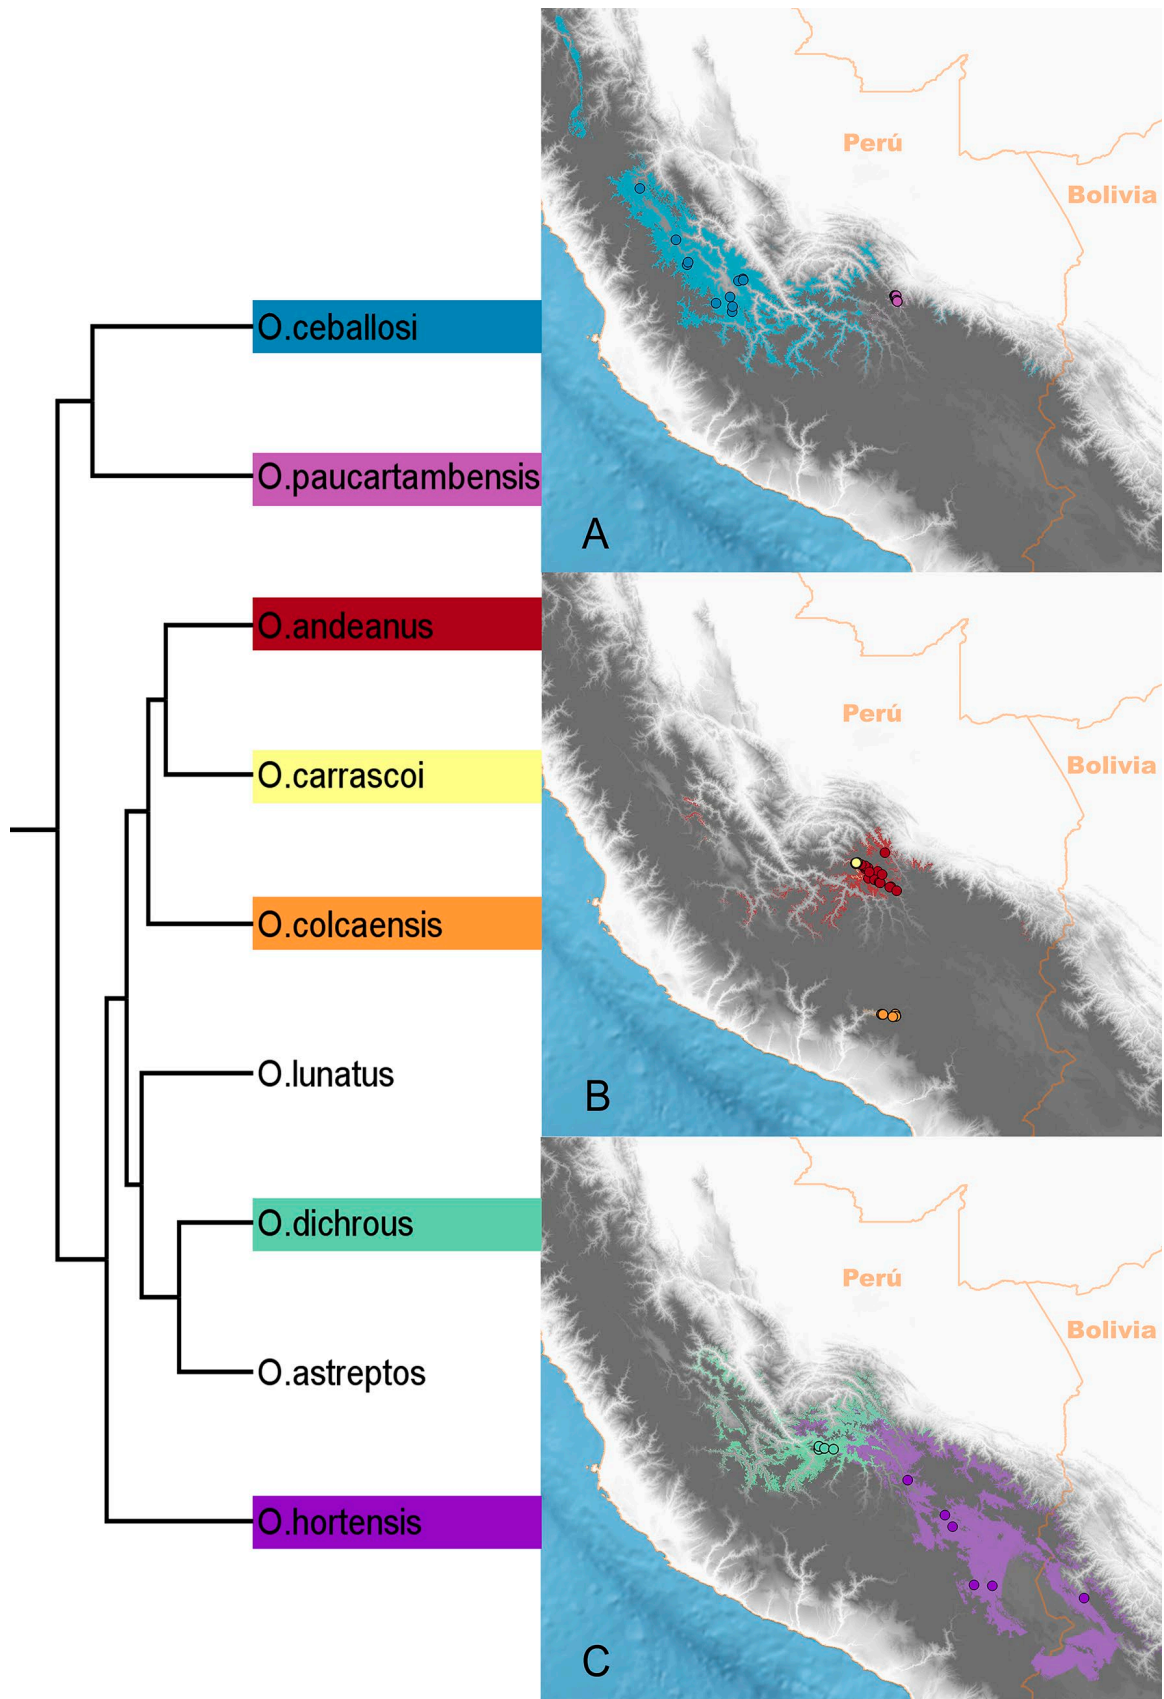 O.ceballosi
O.paucartambensis
O.andeanus
O.carrascoi
O.colcaensis
O.lunatus
O.dichrous
O.astreptos
O.hortensis
Perú
Bolivia
A
Perú
Bolivia
B
Perú
Bolivia
C